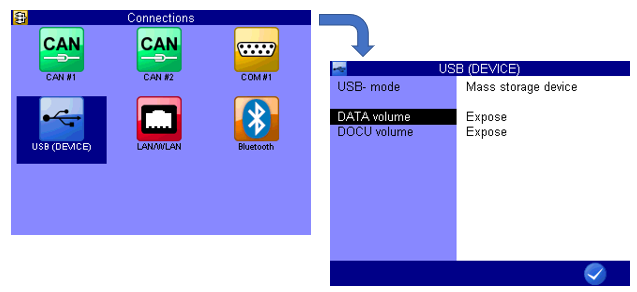 Connections
CAN
CAN
CAN #1
CAN #2
COM #1
USB (DEVICE)
LAN/WLAN
Bluetooth
USB (DEVICE)
USB- mode Mass storage device
DATA volume Expose
DOCU volume Expose